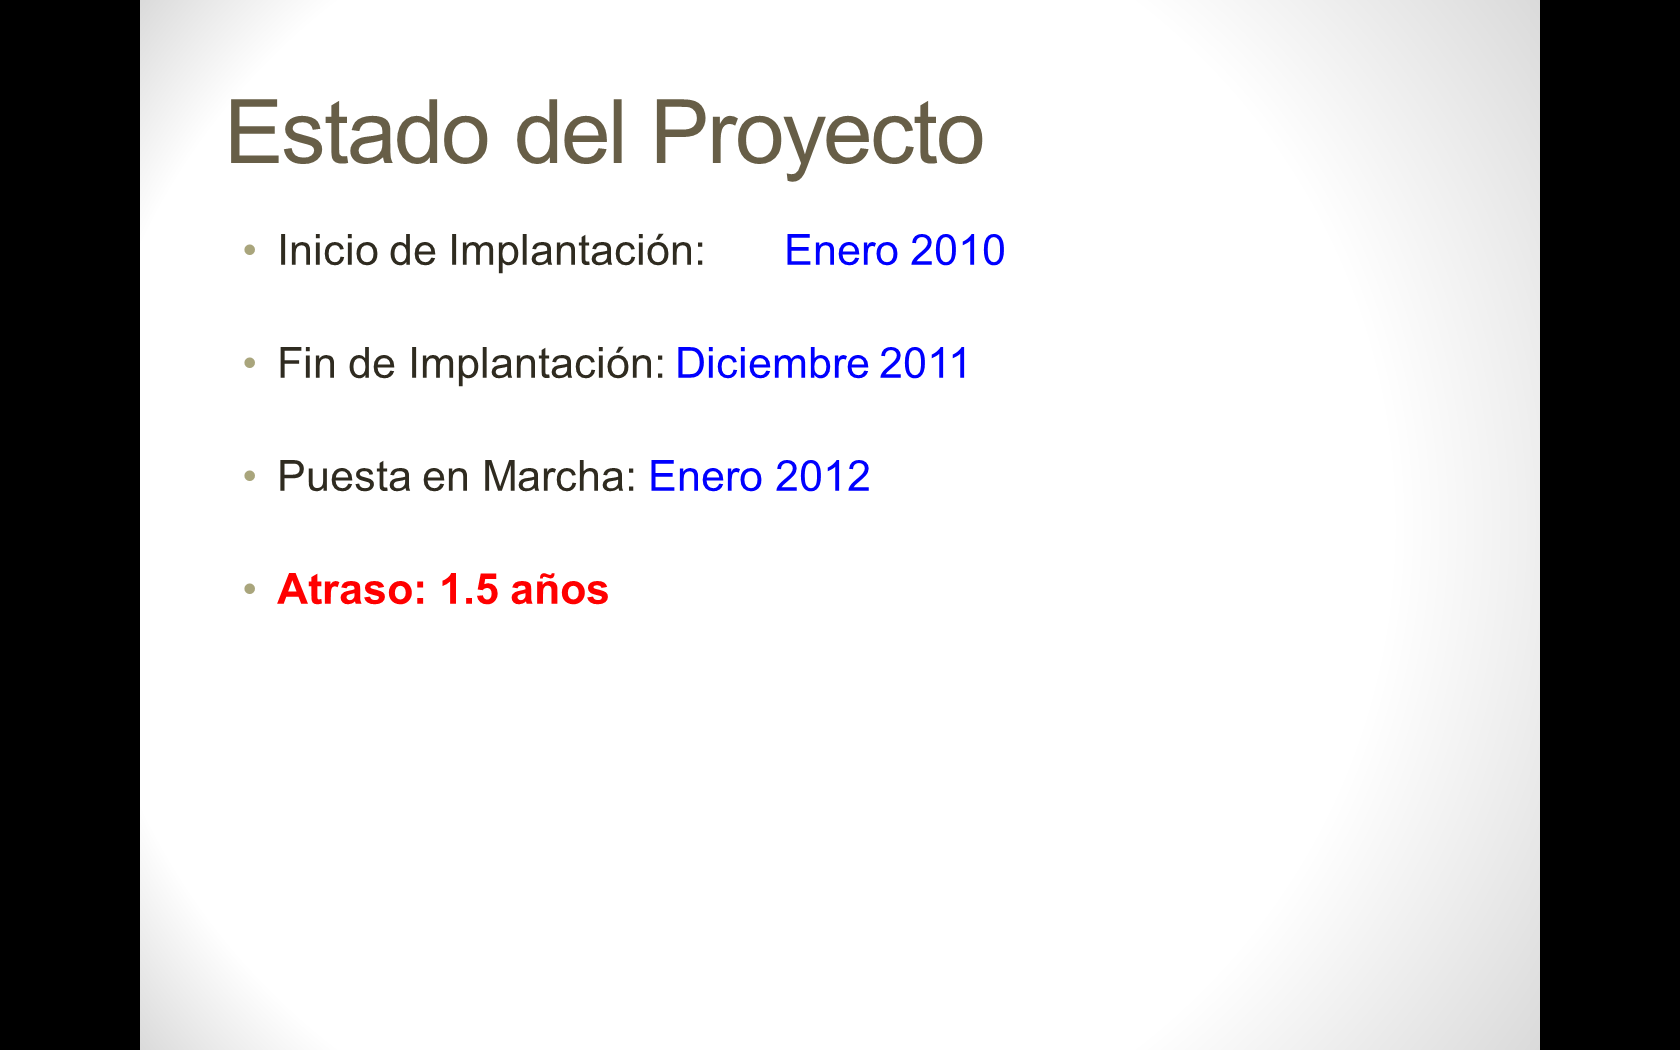 Estado del Proyecto
• Inicio de Implantación: Enero 2010
• Fin de Implantación: Diciembre 2011
• Puesta en Marcha: Enero 2012
• Atraso: 1.5 años